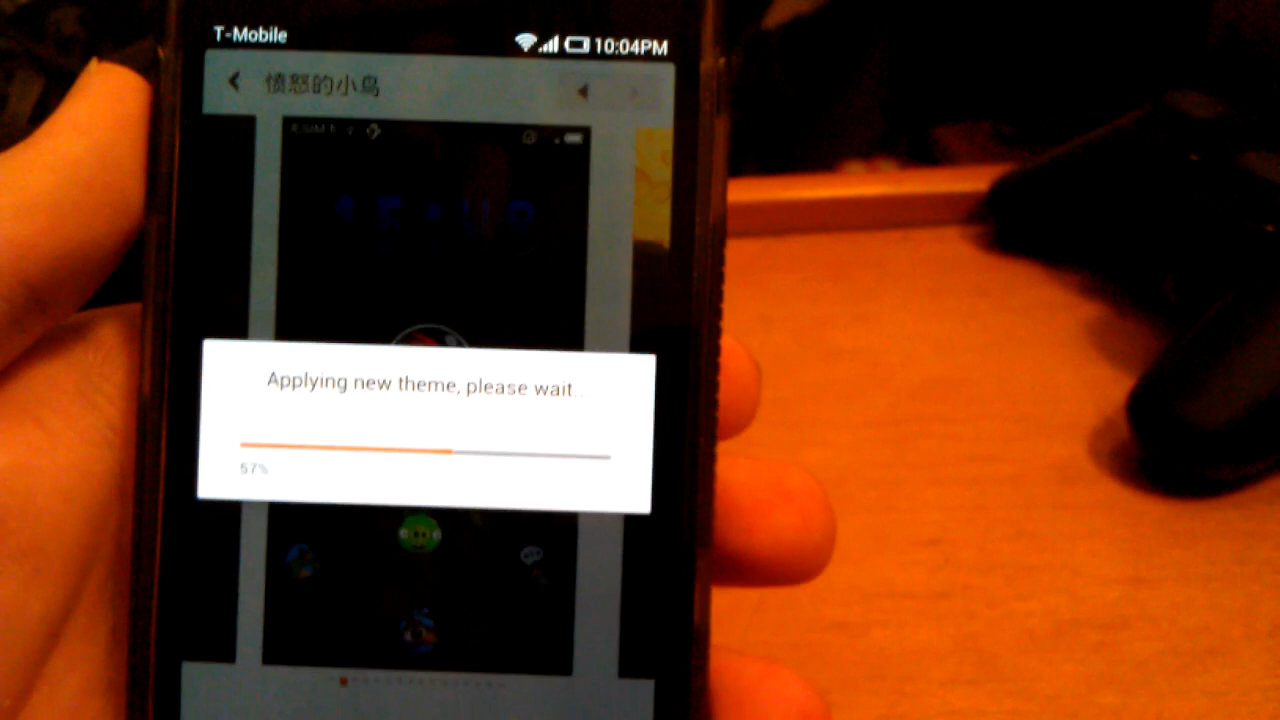 T-Mobile 10:04PM
愤怒的小鸟
Applying new theme, please wait..
57%